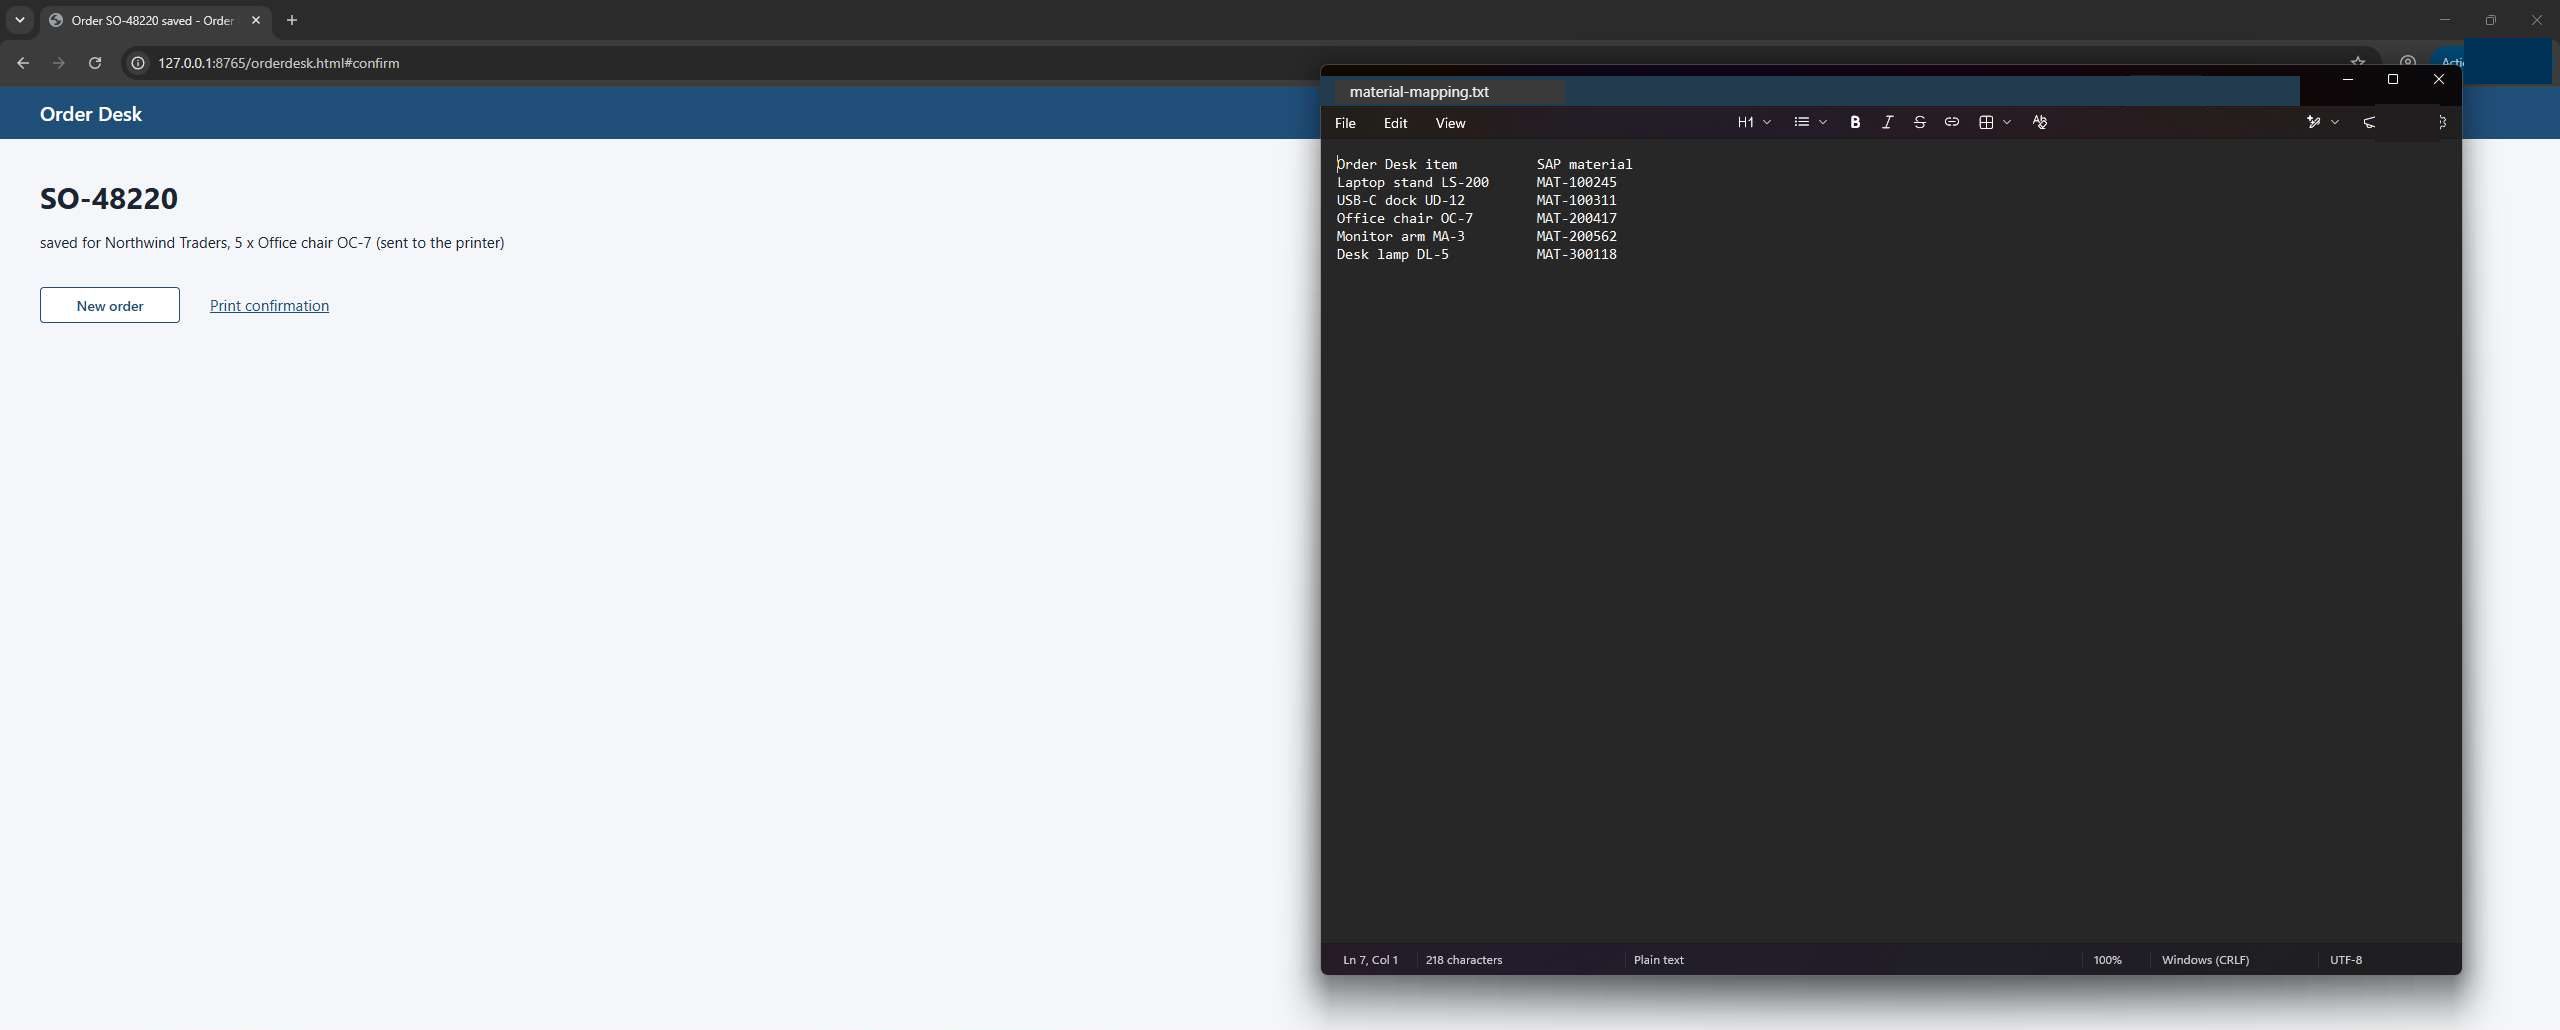 Order SO-48220 saved - Order
127.0.0.1:8765/orderdesk.html#confirm
Order Desk
SO-48220
saved for Northwind Traders, 5 x Office chair OC-7 (sent to the printer)
New order
Print confirmation
material-mapping.txt
File Edit View
H1
Order Desk item SAP material
Laptop stand LS-200 MAT-100245
USB-C dock UD-12 MAT-100311
Office chair OC-7 MAT-200417
Monitor arm MA-3 MAT-200562
Desk lamp DL-5 MAT-300118
Ln 7, Col 1 218 characters Plain text 100% Windows (CRLF) UTF-8